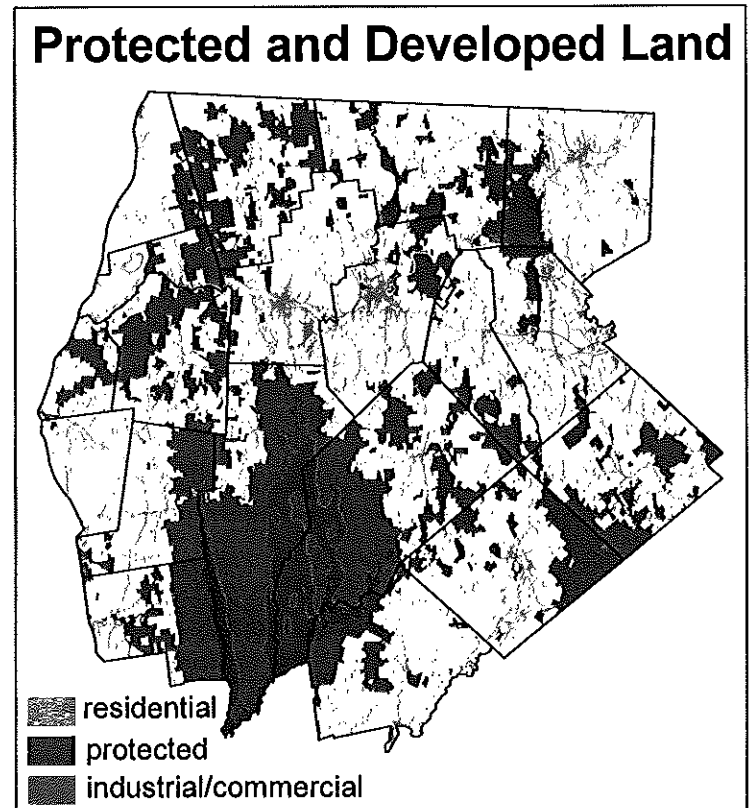 Protected and Developed Land
residential
protected
industrial/commercial